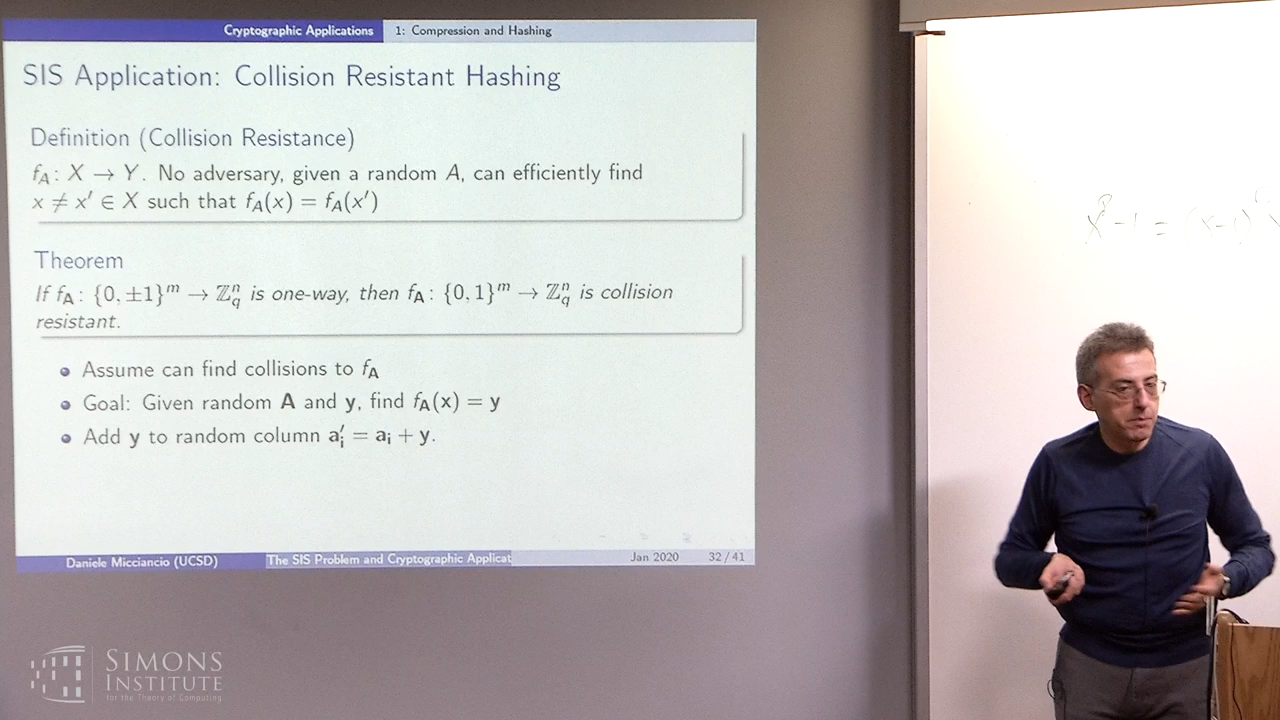 Cryptographic Applications 1: Compression and Hashing
SIS Application: Collision Resistant Hashing
Definition (Collision Resistance)
f_A : X → Y. No adversary, given a random A, can efficiently find
x ≠ x′ ∈ X such that f_A(x) = f_A(x′)
Theorem
If f_A : {0, ±1}^m → ℤ_q^n is one-way, then f_A : {0, 1}^m → ℤ_q^n is collision
resistant.
Assume can find collisions to f_A
Goal: Given random A and y, find f_A(x) = y
Add y to random column a′_i = a_i + y.
Daniele Micciancio (UCSD) The SIS Problem and Cryptographic Applicat Jan 2020 32 / 41
SIMONS
INSTITUTE
for the Theory of Computing